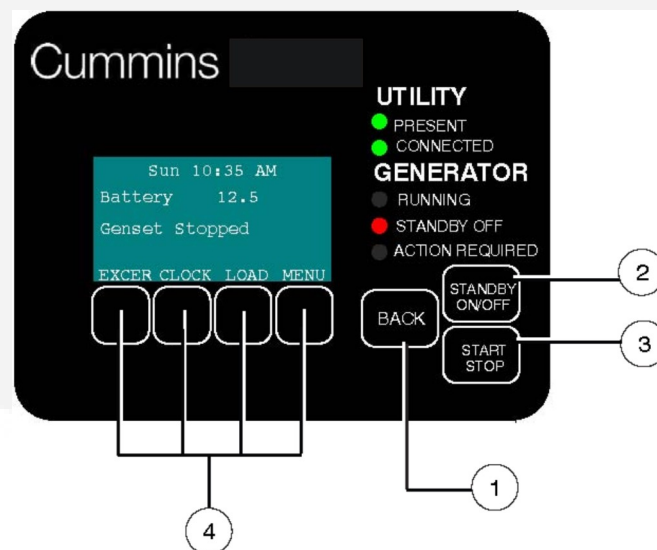 Cummins
UTILITY
PRESENT
CONNECTED
GENERATOR
RUNNING
STANDBY OFF
ACTION REQUIRED
Sun 10:35 AM
Battery 12.5
Genset Stopped
EXCER CLOCK LOAD MENU
BACK
STANDBY
ON/OFF
START
STOP
2
3
1
4